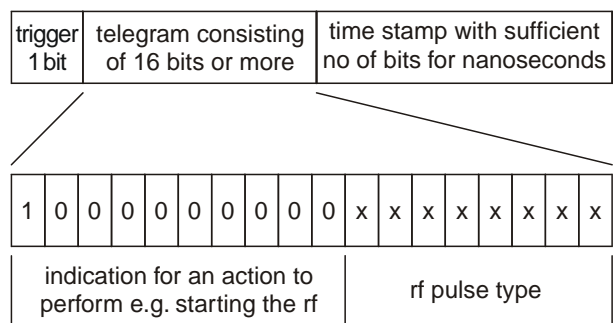 trigger
1 bit
telegram consisting
of 16 bits or more
time stamp with sufficient
no of bits for nanoseconds
1 0 0 0 0 0 0 0 0 0 x x x x x x x x
indication for an action to
perform e.g. starting the rf
rf pulse type